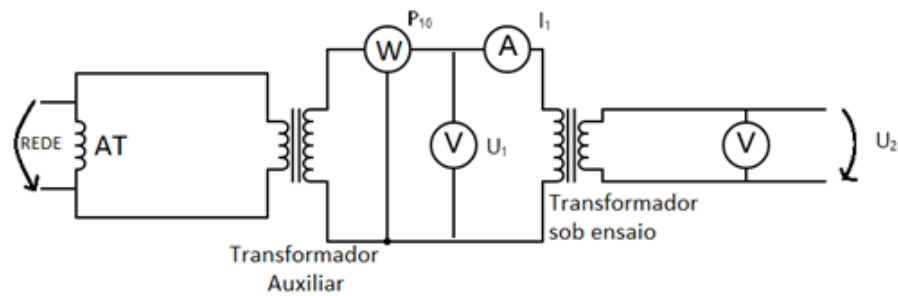 P₁₀
I₁
W
A
REDE
AT
V
U₁
V
U₂
Transformador
Auxiliar
Transformador
sob ensaio